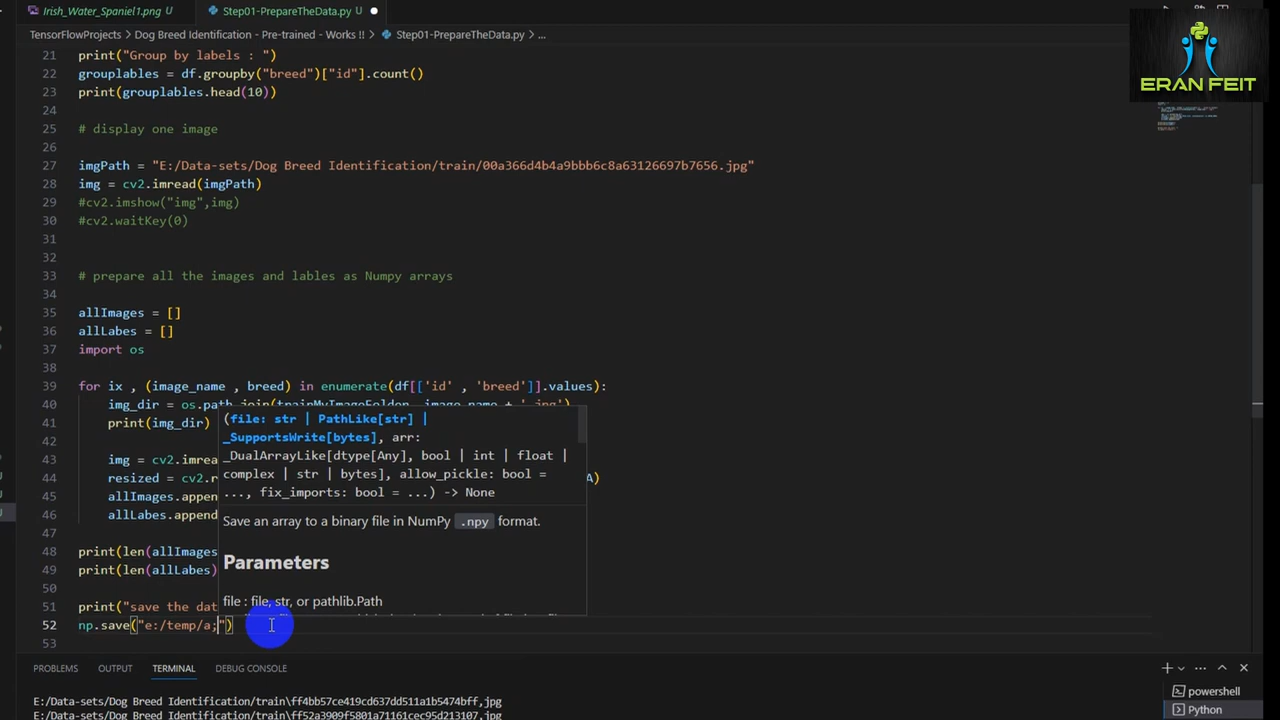 Irish_Water_Spaniel1.png U
Step01-PrepareTheData.py U
TensorFlowProjects > Dog Breed Identification - Pre-trained - Works !! > Step01-PrepareTheData.py > ...
ERAN FEIT
21 print("Group by labels : ")
22 grouplables = df.groupby("breed")["id"].count()
23 print(grouplables.head(10))
24
25 # display one image
26
27 imgPath = "E:/Data-sets/Dog Breed Identification/train/00a366d4b4a9bbb6c8a63126697b7656.jpg"
28 img = cv2.imread(imgPath)
29 #cv2.imshow("img",img)
30 #cv2.waitKey(0)
31
32
33 # prepare all the images and lables as Numpy arrays
34
35 allImages = []
36 allLabes = []
37 import os
38
39 for ix , (image_name , breed) in enumerate(df[['id' , 'breed']].values):
40 img_dir = os.path.join(trainMyImageFolder, image_name + '.jpg')
41 print(img_dir)
42
43 img = cv2.imrea
44 resized = cv2.r A)
45 allImages.appen
46 allLabes.append
47
48 print(len(allImages
49 print(len(allLabes)
50
51 print("save the dat
52 np.save("e:/temp/a;")
53
(file: str | PathLike[str] |
_SupportsWrite[bytes], arr:
_DualArrayLike[dtype[Any], bool | int | float |
complex | str | bytes], allow_pickle: bool =
..., fix_imports: bool = ...) -> None
Save an array to a binary file in NumPy .npy format.
Parameters
file : file, str, or pathlib.Path
PROBLEMS OUTPUT TERMINAL DEBUG CONSOLE
powershell
Python
E:/Data-sets/Dog Breed Identification/train\ff4bb57ce419cd637dd511a1b5474bff,jpg
E:/Data-sets/Dog Breed Identification/train\ff52a3909f5801a71161cec95d213107,jpg